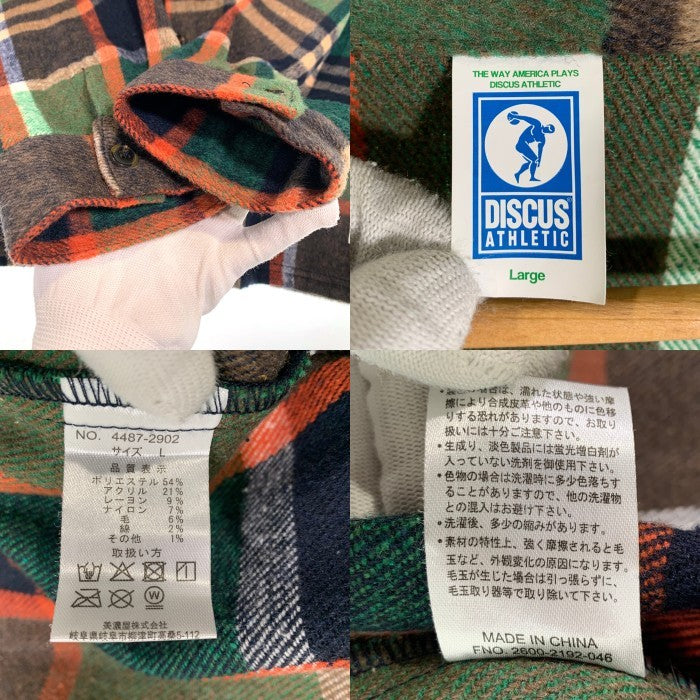 THE WAY AMERICA PLAYS
DISCUS ATHLETIC
DISCUS
ATHLETIC
Large
NO. 4487-2902
サイズ L
品質表示
ポリエステル 54%
アクリル 21%
レーヨン 9%
ナイロン 7%
毛 6%
綿 2%
その他 1%
取扱い方
美濃屋株式会社
岐阜県岐阜市柳津町高桑5-112
の場合は、濡れた状態や強い摩
擦により合成皮革や他のものに色移
りする恐れがありますので、お取り
扱いには十分ご注意下さい。
・生成り、淡色製品には蛍光増白剤が
入っていない洗剤を御使用下さい。
・色物の場合は洗濯時に多少色落ちす
ることがありますので、他の洗濯物
との混入はお避け下さい。
・洗濯後、多少の縮みがあります。
・素材の特性上、強く摩擦されると毛
玉など、外観変化の原因になります。
毛玉が生じた場合は引っ張らずに、
毛玉取り器等で取り除いて下さい。
MADE IN CHINA
FNO. 2600-2192-046